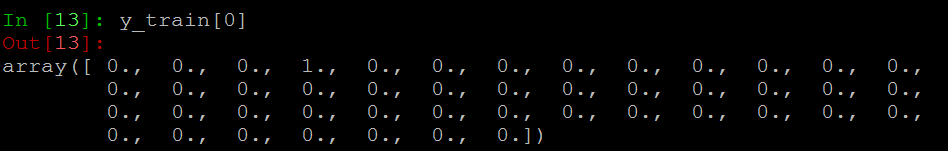 In [13]: y_train[0]
Out[13]:
array([ 0.,  0.,  0.,  1.,  0.,  0.,  0.,  0.,  0.,  0.,  0.,  0.,  0.,
        0.,  0.,  0.,  0.,  0.,  0.,  0.,  0.,  0.,  0.,  0.,  0.,  0.,
        0.,  0.,  0.,  0.,  0.,  0.,  0.,  0.,  0.,  0.,  0.,  0.,  0.,
        0.,  0.,  0.,  0.,  0.,  0.,  0.])